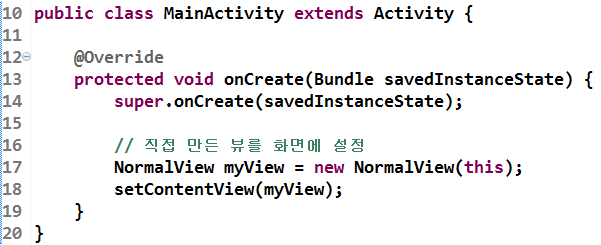 10 public class MainActivity extends Activity {
11
12 @Override
13 protected void onCreate(Bundle savedInstanceState) {
14 super.onCreate(savedInstanceState);
15
16 // 직접 만든 뷰를 화면에 설정
17 NormalView myView = new NormalView(this);
18 setContentView(myView);
19 }
20 }